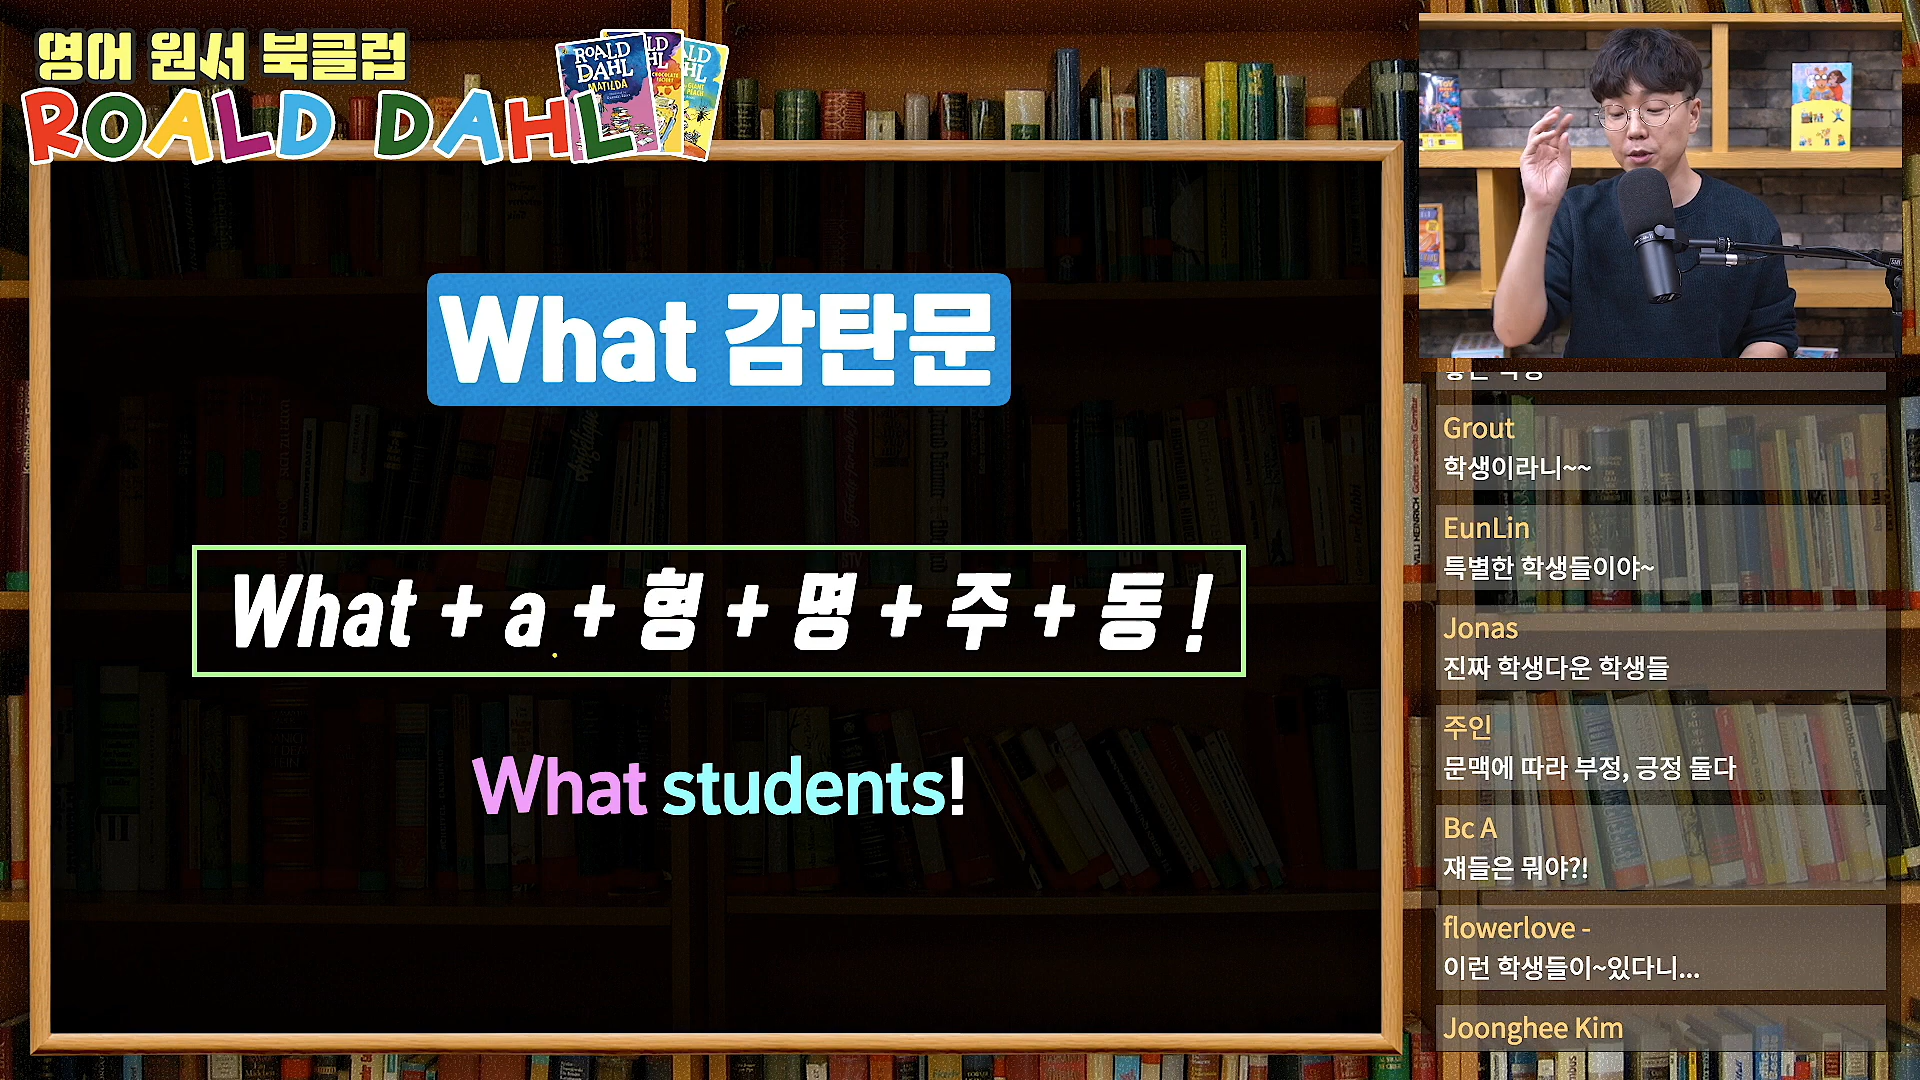 영어 원서 북클럽
ROALD DAHL
ROALD DAHL
MATILDA
What 감탄문
What + a + 형 + 명 + 주 + 동 !
What students!
Grout
학생이라니~~
EunLin
특별한 학생들이야~
Jonas
진짜 학생다운 학생들
주인
문맥에 따라 부정, 긍정 둘다
Bc A
쟤들은 뭐야?!
flowerlove -
이런 학생들이~있다니...
Joonghee Kim